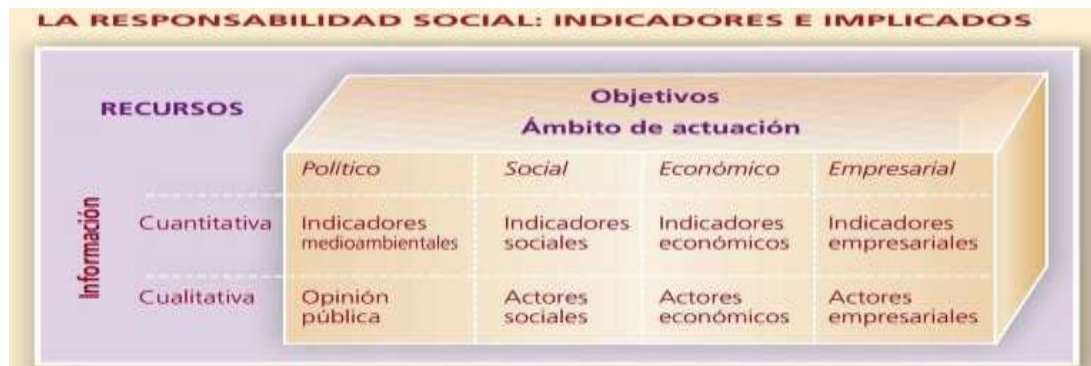 LA RESPONSABILIDAD SOCIAL: INDICADORES E IMPLICADOS
RECURSOS
Objetivos
Ámbito de actuación
Político Social Económico Empresarial
Información
Cuantitativa Indicadores medioambientales Indicadores sociales Indicadores económicos Indicadores empresariales
Cualitativa Opinión pública Actores sociales Actores económicos Actores empresariales